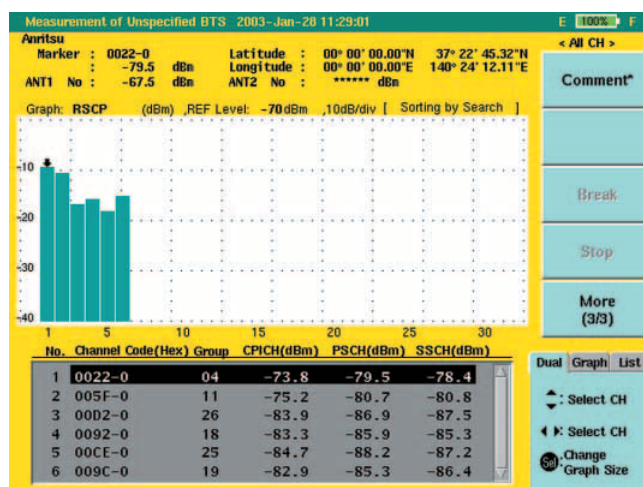 Measurement of Unspecified BTS 2003-Jan-28 11:29:01 E 100% F
Anritsu < All CH >
Marker : 0022-0 Latitude : 00° 00' 00.00"N 37° 22' 45.32"N
: -79.5 dBm Longitude : 00° 00' 00.00"E 140° 24' 12.11"E
ANT1 No : -67.5 dBm ANT2 No : ****** dBm
Comment*
Graph: RSCP (dBm) ,REF Level: -70dBm ,10dB/div [ Sorting by Search ]
-10
-20
-30
-40
1 5 10 15 20 25 30
Break
Stop
More
(3/3)
No. Channel Code(Hex) Group CPICH(dBm) PSCH(dBm) SSCH(dBm)
1 0022-0 04 -73.8 -79.5 -78.4
2 005F-0 11 -75.2 -80.7 -80.8
3 00D2-0 26 -83.9 -86.9 -87.5
4 0092-0 18 -83.3 -85.9 -85.3
5 00CE-0 25 -84.7 -88.2 -87.2
6 009C-0 19 -82.9 -85.3 -86.4
Dual Graph List
: Select CH
: Select CH
Sel : Change
Graph Size